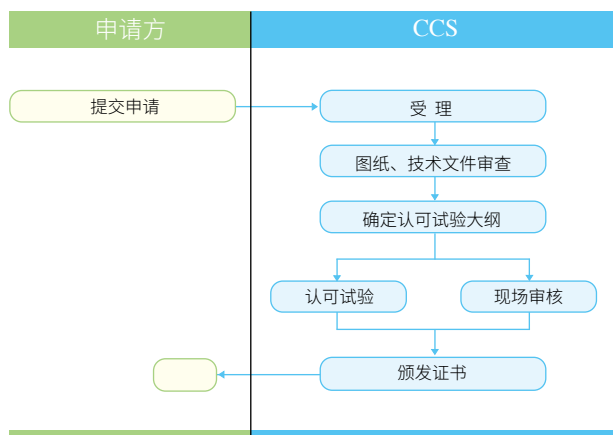 申请方
CCS
提交申请
受 理
图纸、技术文件审查
确定认可试验大纲
认可试验
现场审核
颁发证书